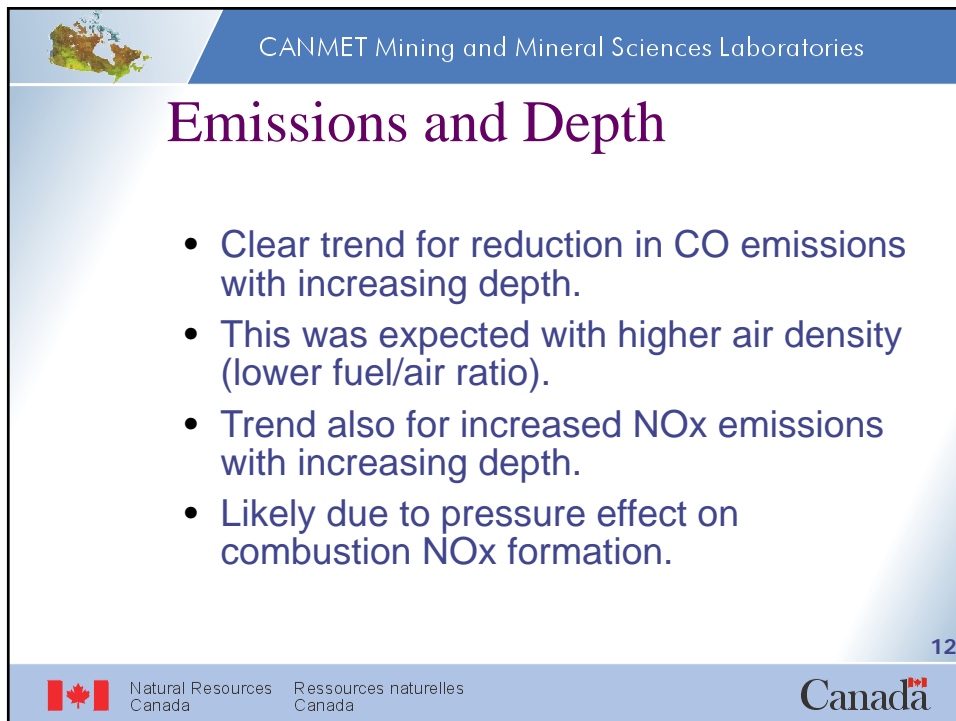 CANMET Mining and Mineral Sciences Laboratories
Emissions and Depth
• Clear trend for reduction in CO emissions
with increasing depth.
• This was expected with higher air density
(lower fuel/air ratio).
• Trend also for increased NOx emissions
with increasing depth.
• Likely due to pressure effect on
combustion NOx formation.
12
Natural Resources
Canada
Ressources naturelles
Canada
Canada